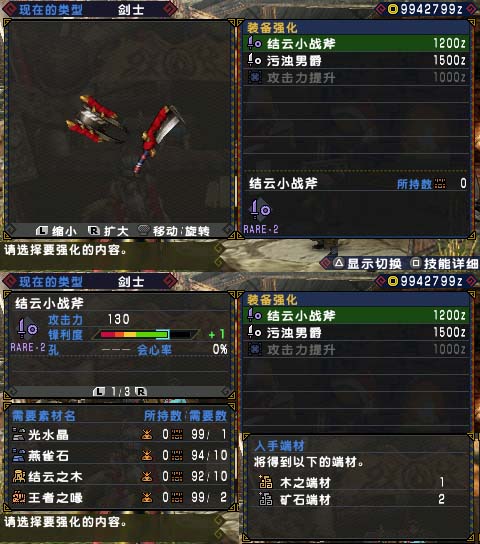 现在的类型 剑士
9942799z
装备强化
结云小战斧 1200z
污浊男爵 1500z
攻击力提升 1000z
结云小战斧 所持数 0
RARE-2
L 缩小 R 扩大 移动/旋转
请选择要强化的内容。
△显示切换 □技能详细
现在的类型 剑士
9942799z
结云小战斧
攻击力 130
锋利度 +1
RARE-2
孔 --- 会心率 0%
L 1/3 R
装备强化
结云小战斧 1200z
污浊男爵 1500z
攻击力提升 1000z
需要素材名 所持数/需要数
光水晶 0 99/ 1
燕雀石 0 94/10
结云之木 0 92/10
王者之喙 0 99/ 2
入手端材
将得到以下的端材。
木之端材 1
矿石端材 2
请选择要强化的内容。